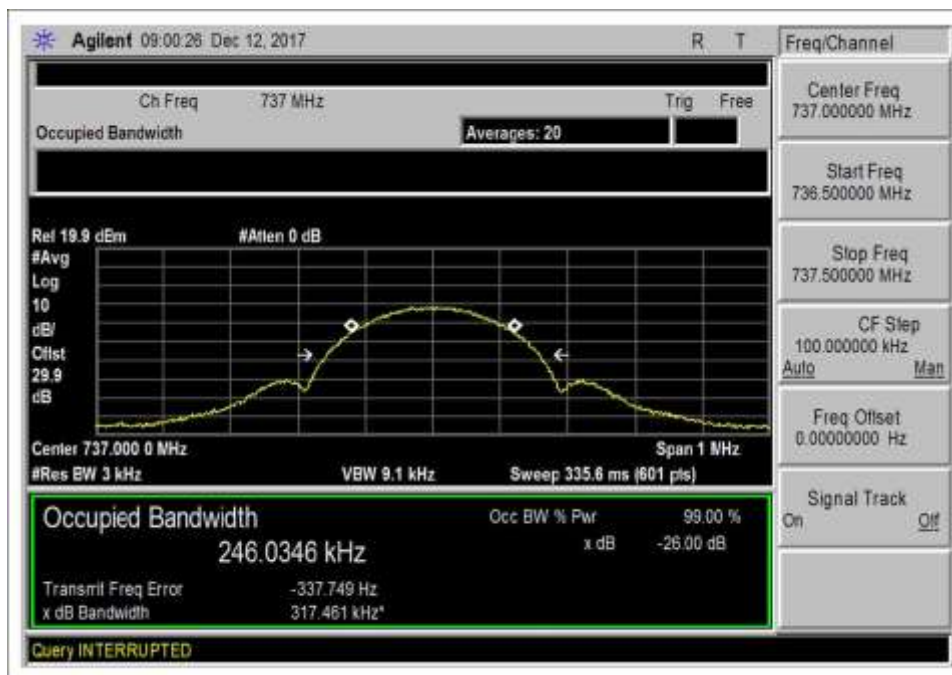 Agilent 09:00:26 Dec 12, 2017 R T
Ch Freq 737 MHz Trig Free
Occupied Bandwidth Averages: 20
Rel 19.9 dBm #Atten 0 dB
#Avg
Log
10
dB/
Offst
29.9
dB
Center 737.000 0 MHz Span 1 MHz
#Res BW 3 kHz VBW 9.1 kHz Sweep 335.6 ms (601 pts)
Occupied Bandwidth Occ BW % Pwr 99.00 %
246.0346 kHz x dB -26.00 dB
Transmit Freq Error -337.749 Hz
x dB Bandwidth 317.461 kHz*
Query INTERRUPTED
Freq/Channel
Center Freq
737.000000 MHz
Start Freq
736.500000 MHz
Stop Freq
737.500000 MHz
CF Step
100.000000 kHz
Auto Man
Freq Offset
0.00000000 Hz
Signal Track
On Off